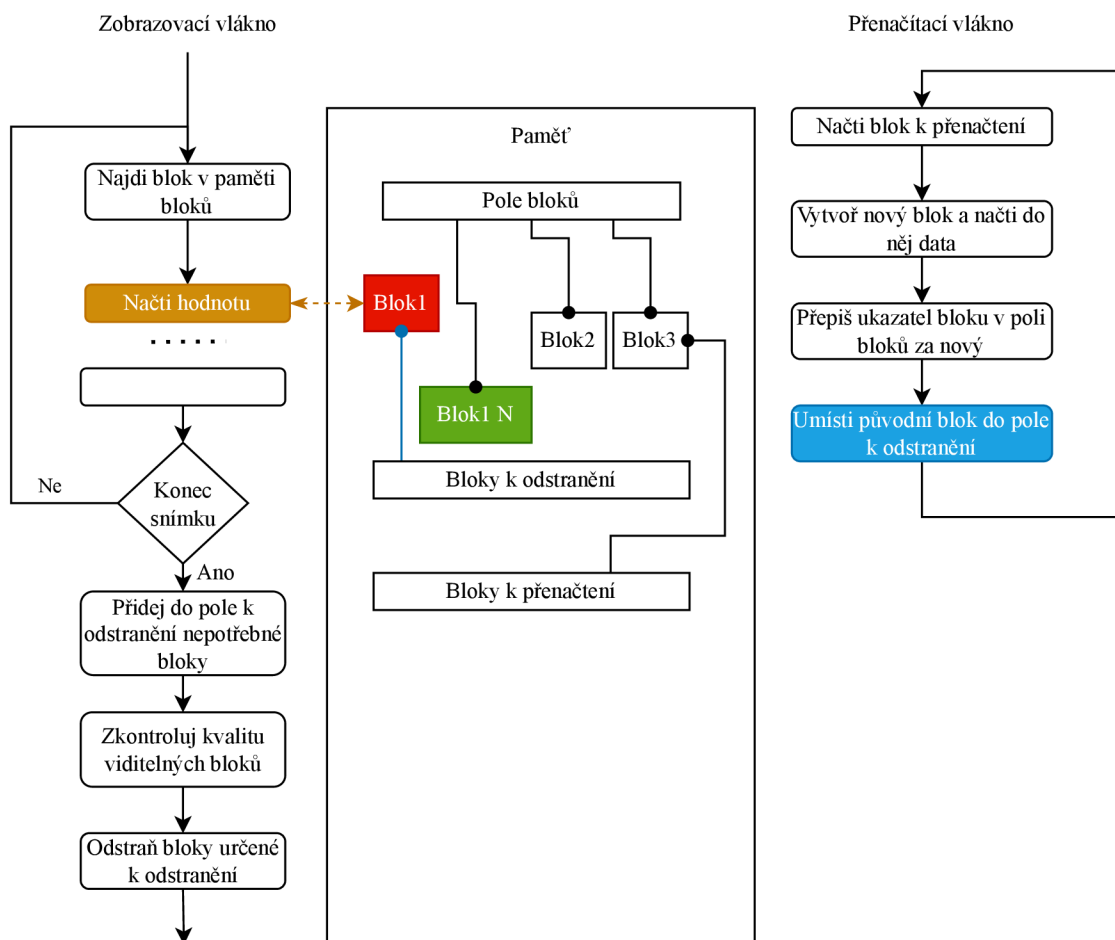 Zobrazovací vlákno
Najdi blok v paměti
bloků
Načti hodnotu
Konec
snímku
Ne
Ano
Přidej do pole k
odstranění nepotřebné
bloky
Zkontroluj kvalitu
viditelných bloků
Odstraň bloky určené
k odstranění
Paměť
Pole bloků
Blok1
Blok2
Blok3
Blok1 N
Bloky k odstranění
Bloky k přenačtení
Přenačítací vlákno
Načti blok k přenačtení
Vytvoř nový blok a načti do
něj data
Přepiš ukazatel bloku v poli
bloků za nový
Umísti původní blok do pole
k odstranění